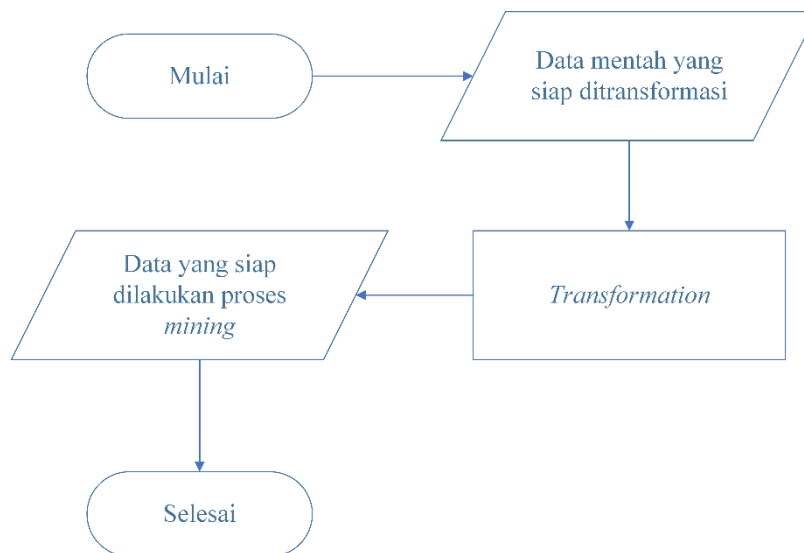 Mulai
Data mentah yang
siap ditransformasi
Transformation
Data yang siap
dilakukan proses
mining
Selesai